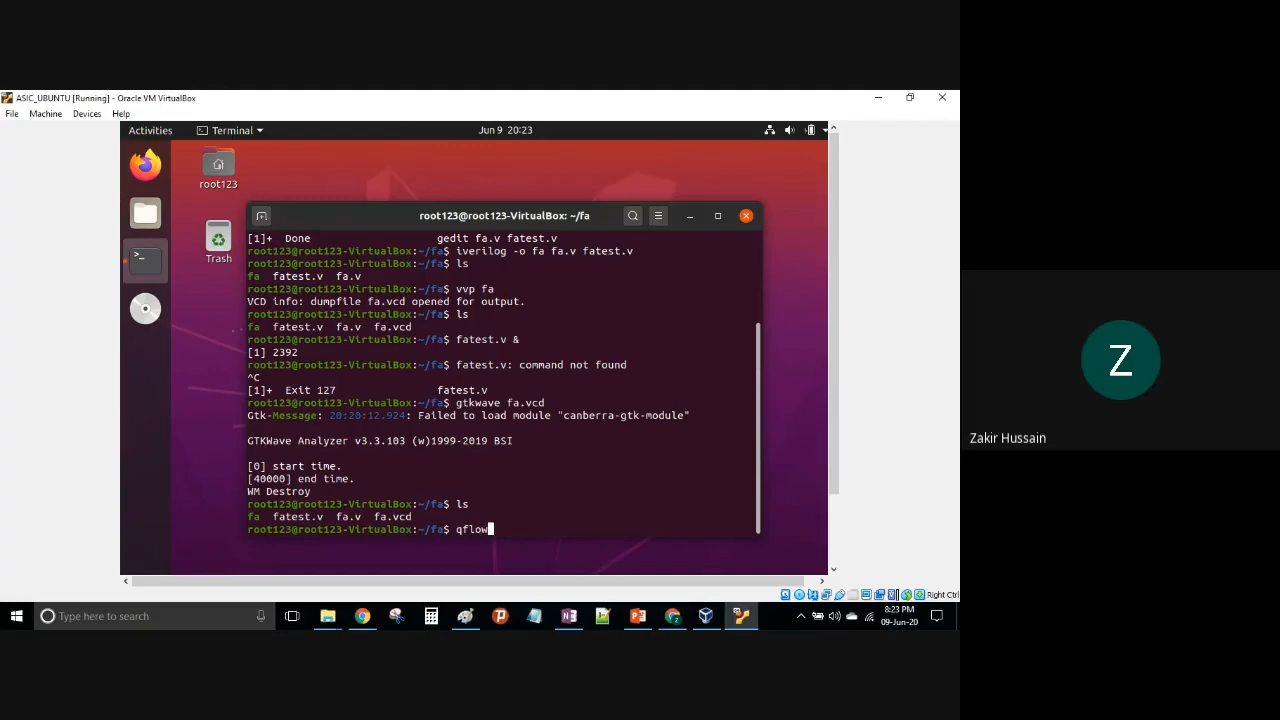 ASIC_UBUNTU [Running] - Oracle VM VirtualBox
File Machine Devices Help
Activities Terminal Jun 9 20:23
root123
Trash
root123@root123-VirtualBox: ~/fa
[1]+ Done gedit fa.v fatest.v
root123@root123-VirtualBox:~/fa$ iverilog -o fa fa.v fatest.v
root123@root123-VirtualBox:~/fa$ ls
fa fatest.v fa.v
root123@root123-VirtualBox:~/fa$ vvp fa
VCD info: dumpfile fa.vcd opened for output.
root123@root123-VirtualBox:~/fa$ ls
fa fatest.v fa.v fa.vcd
root123@root123-VirtualBox:~/fa$ fatest.v &
[1] 2392
root123@root123-VirtualBox:~/fa$ fatest.v: command not found
^C
[1]+ Exit 127 fatest.v
root123@root123-VirtualBox:~/fa$ gtkwave fa.vcd
Gtk-Message: 20:20:12.924: Failed to load module "canberra-gtk-module"
GTKWave Analyzer v3.3.103 (w)1999-2019 BSI
[0] start time.
[40000] end time.
WM Destroy
root123@root123-VirtualBox:~/fa$ ls
fa fatest.v fa.v fa.vcd
root123@root123-VirtualBox:~/fa$ qflow
Right Ctrl
Type here to search
8:23 PM
09-Jun-20
Z
Zakir Hussain